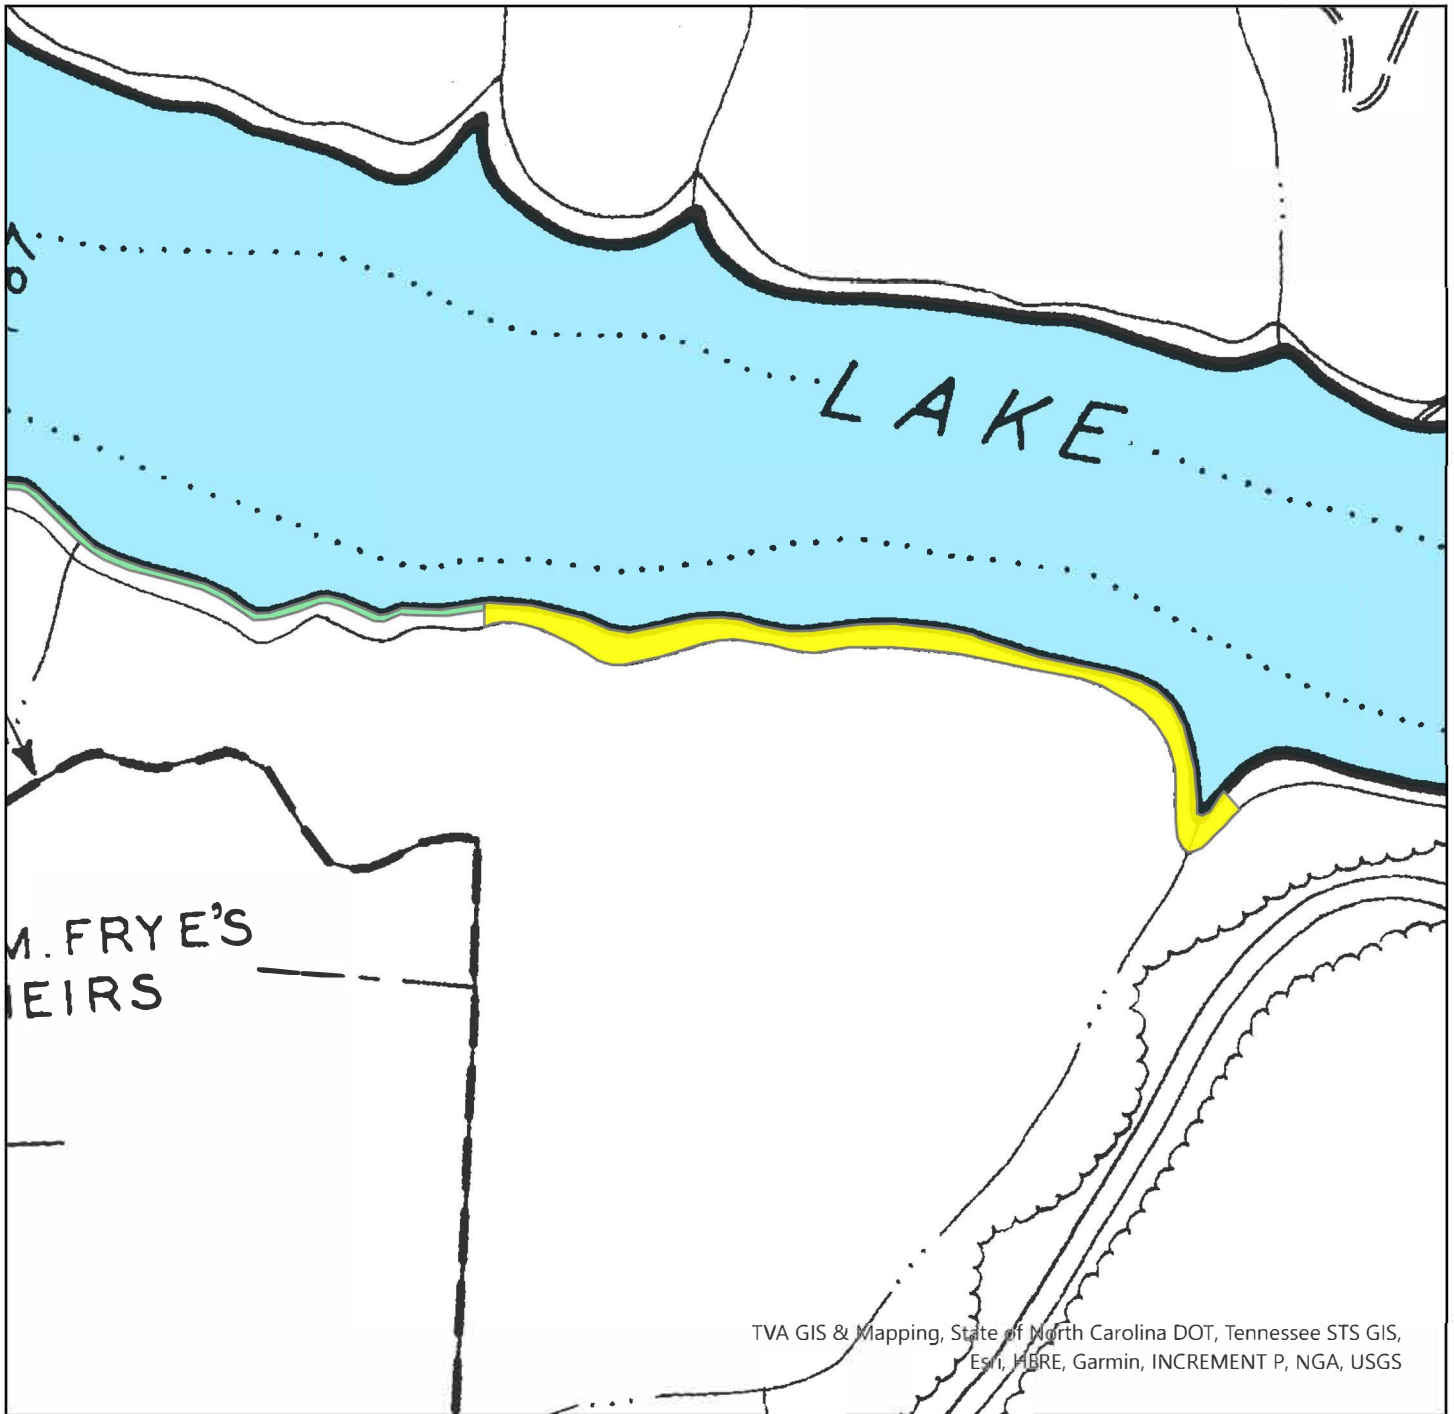 LAKE
M. FRYE'S
HEIRS
TVA GIS & Mapping, State of North Carolina DOT, Tennessee STS GIS,
Esri, HERE, Garmin, INCREMENT P, NGA, USGS